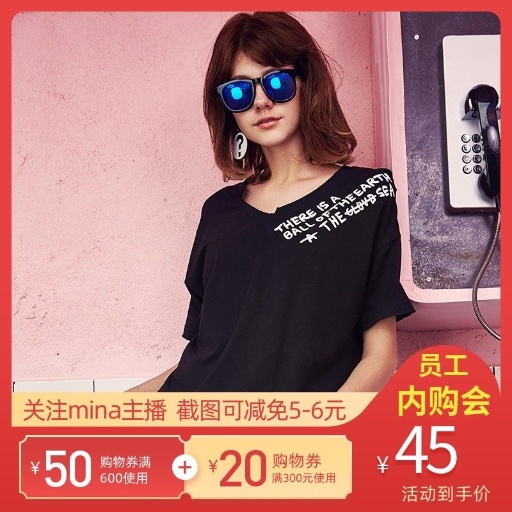 THERE IS A
BALL OF THE EARTH
A THE CLOUD SEA
员工
内购会
关注mina主播 截图可减免5-6元
¥50 购物券满
600使用
+
¥20 购物券
满300元使用
¥45
活动到手价